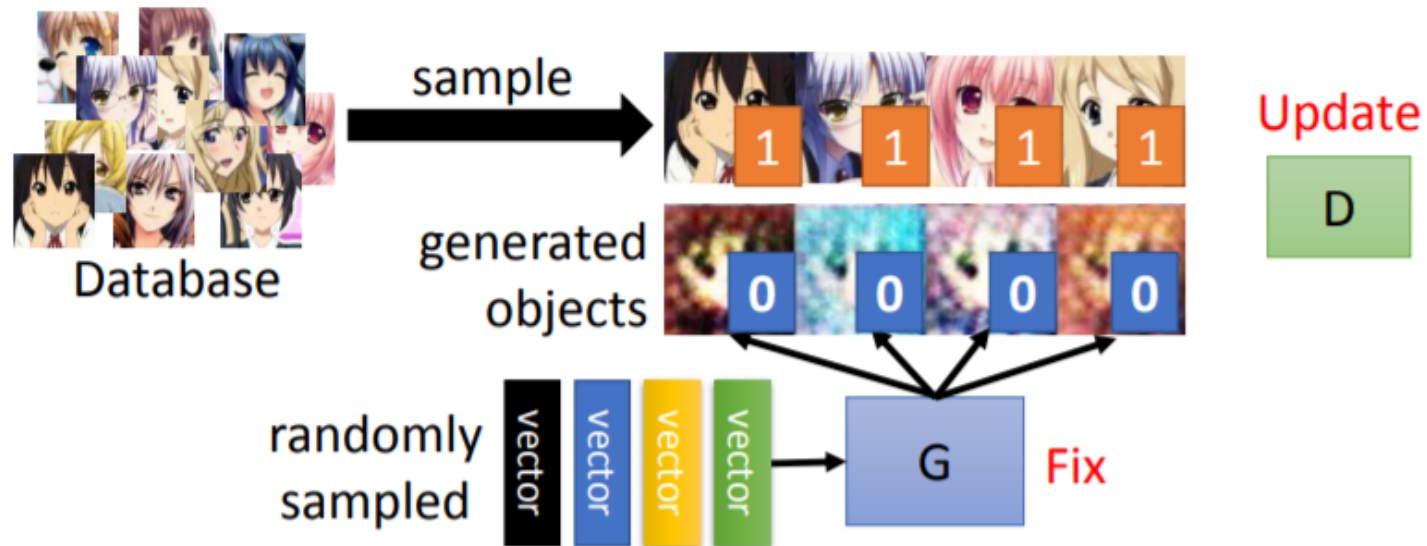 sample
1 1 1 1
Update
D
Database
generated
objects
0 0 0 0
randomly
sampled
vector vector vector vector
G
Fix